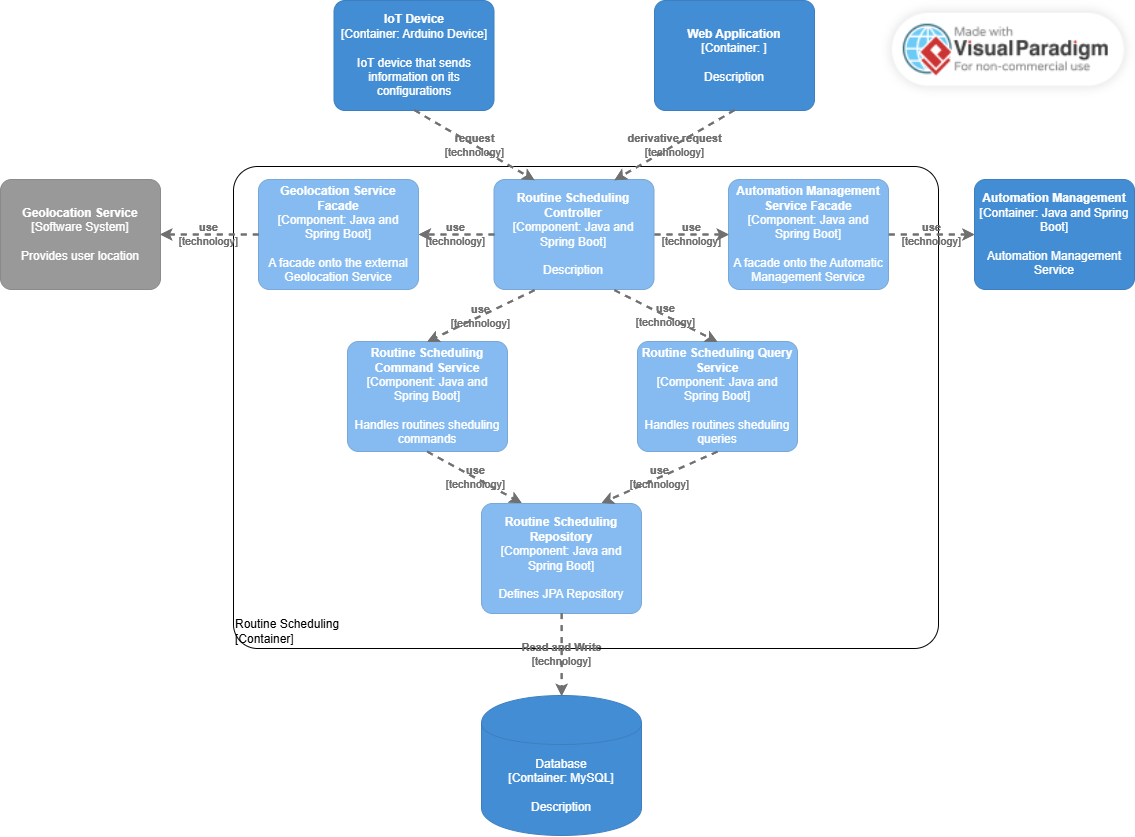 IoT Device
[Container: Arduino Device]
IoT device that sends
information on its
configurations
Web Application
[Container: ]
Description
Made with
Visual Paradigm
For non-commercial use
request
[technology]
derivative request
[technology]
Geolocation Service
[Software System]
Provides user location
use
[technology]
Geolocation Service
Facade
[Component: Java and
Spring Boot]
A facade onto the external
Geolocation Service
use
[technology]
Routine Scheduling
Controller
[Component: Java and
Spring Boot]
Description
use
[technology]
Automation Management
Service Facade
[Component: Java and
Spring Boot]
A facade onto the Automatic
Management Service
use
[technology]
Automation Management
[Container: Java and Spring
Boot]
Automation Management
Service
use
[technology]
use
[technology]
Routine Scheduling
Command Service
[Component: Java and
Spring Boot]
Handles routines sheduling
commands
Routine Scheduling Query
Service
[Component: Java and
Spring Boot]
Handles routines sheduling
queries
use
[technology]
use
[technology]
Routine Scheduling
Repository
[Component: Java and
Spring Boot]
Defines JPA Repository
Routine Scheduling
[Container]
Read and Write
[technology]
Database
[Container: MySQL]
Description